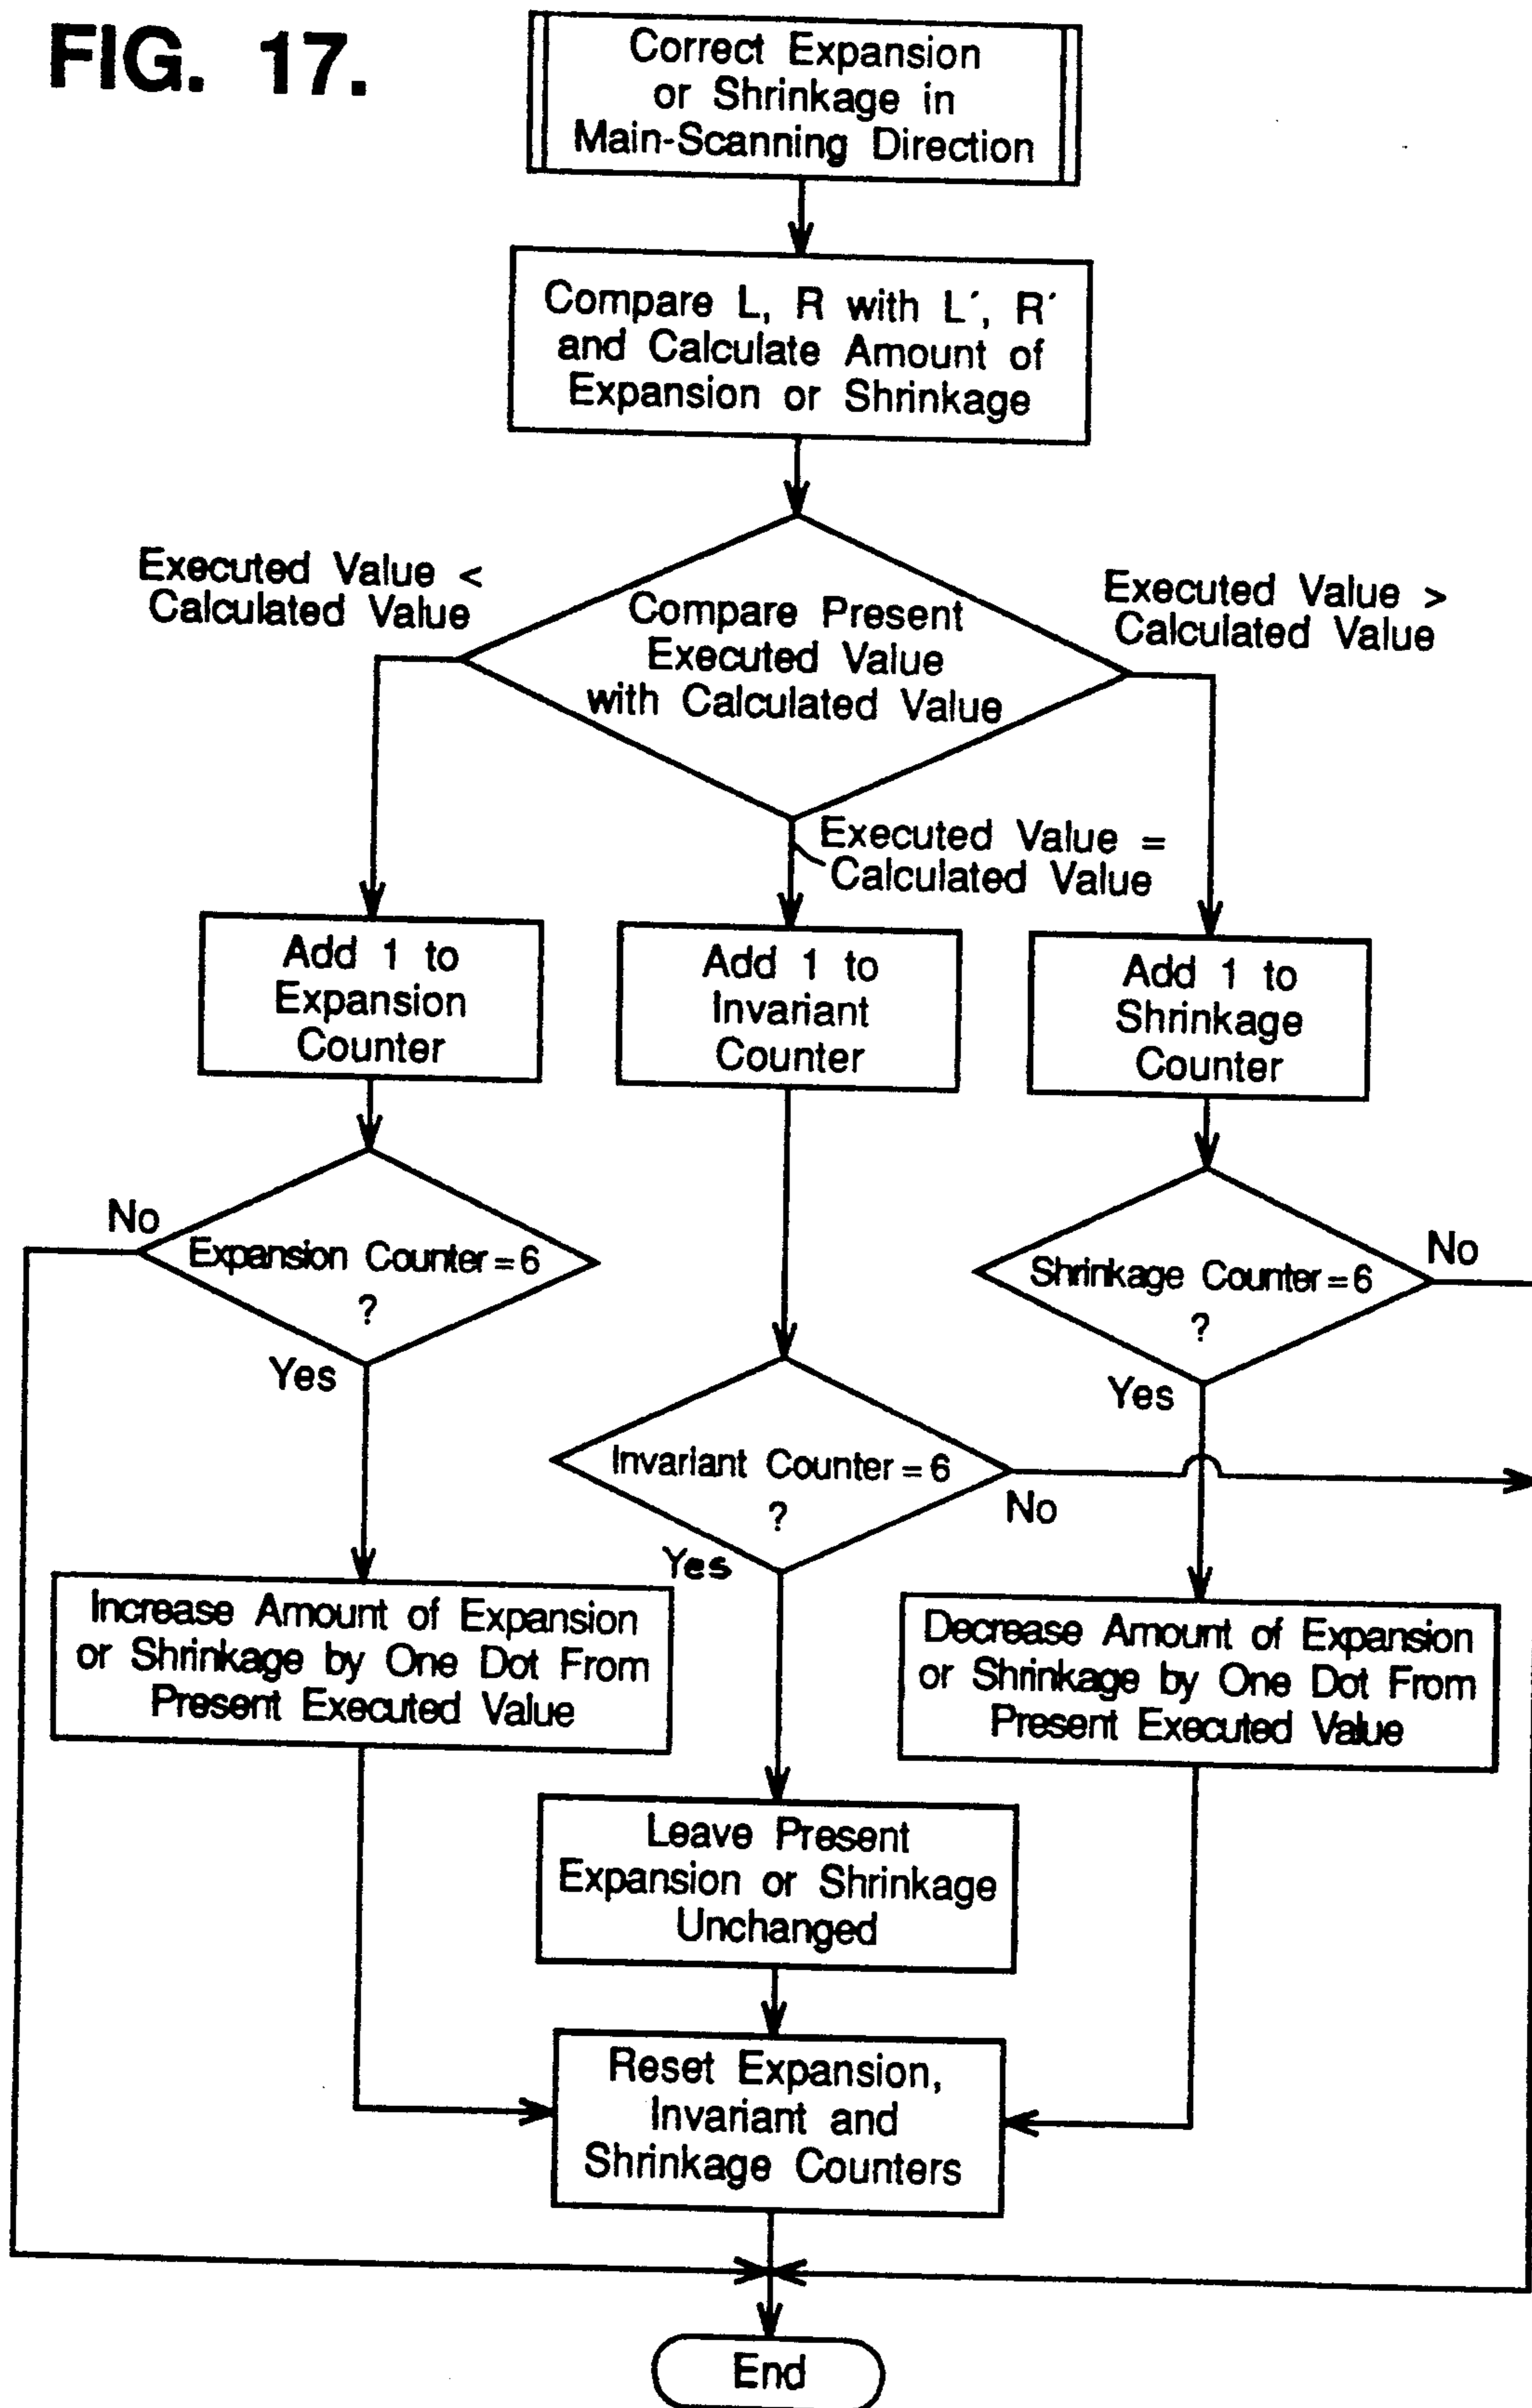 FIG. 17.
Correct Expansion
or Shrinkage in
Main-Scanning Direction
Compare L, R with L´, R´
and Calculate Amount of
Expansion or Shrinkage
Executed Value <
Calculated Value
Compare Present
Executed Value
with Calculated Value
Executed Value >
Calculated Value
Executed Value =
Calculated Value
Add 1 to
Expansion
Counter
Add 1 to
Invariant
Counter
Add 1 to
Shrinkage
Counter
No
Expansion Counter = 6
?
Yes
Shrinkage Counter = 6
?
No
Yes
Invariant Counter = 6
?
No
Yes
Increase Amount of Expansion
or Shrinkage by One Dot From
Present Executed Value
Decrease Amount of Expansion
or Shrinkage by One Dot From
Present Executed Value
Leave Present
Expansion or Shrinkage
Unchanged
Reset Expansion,
Invariant and
Shrinkage Counters
End